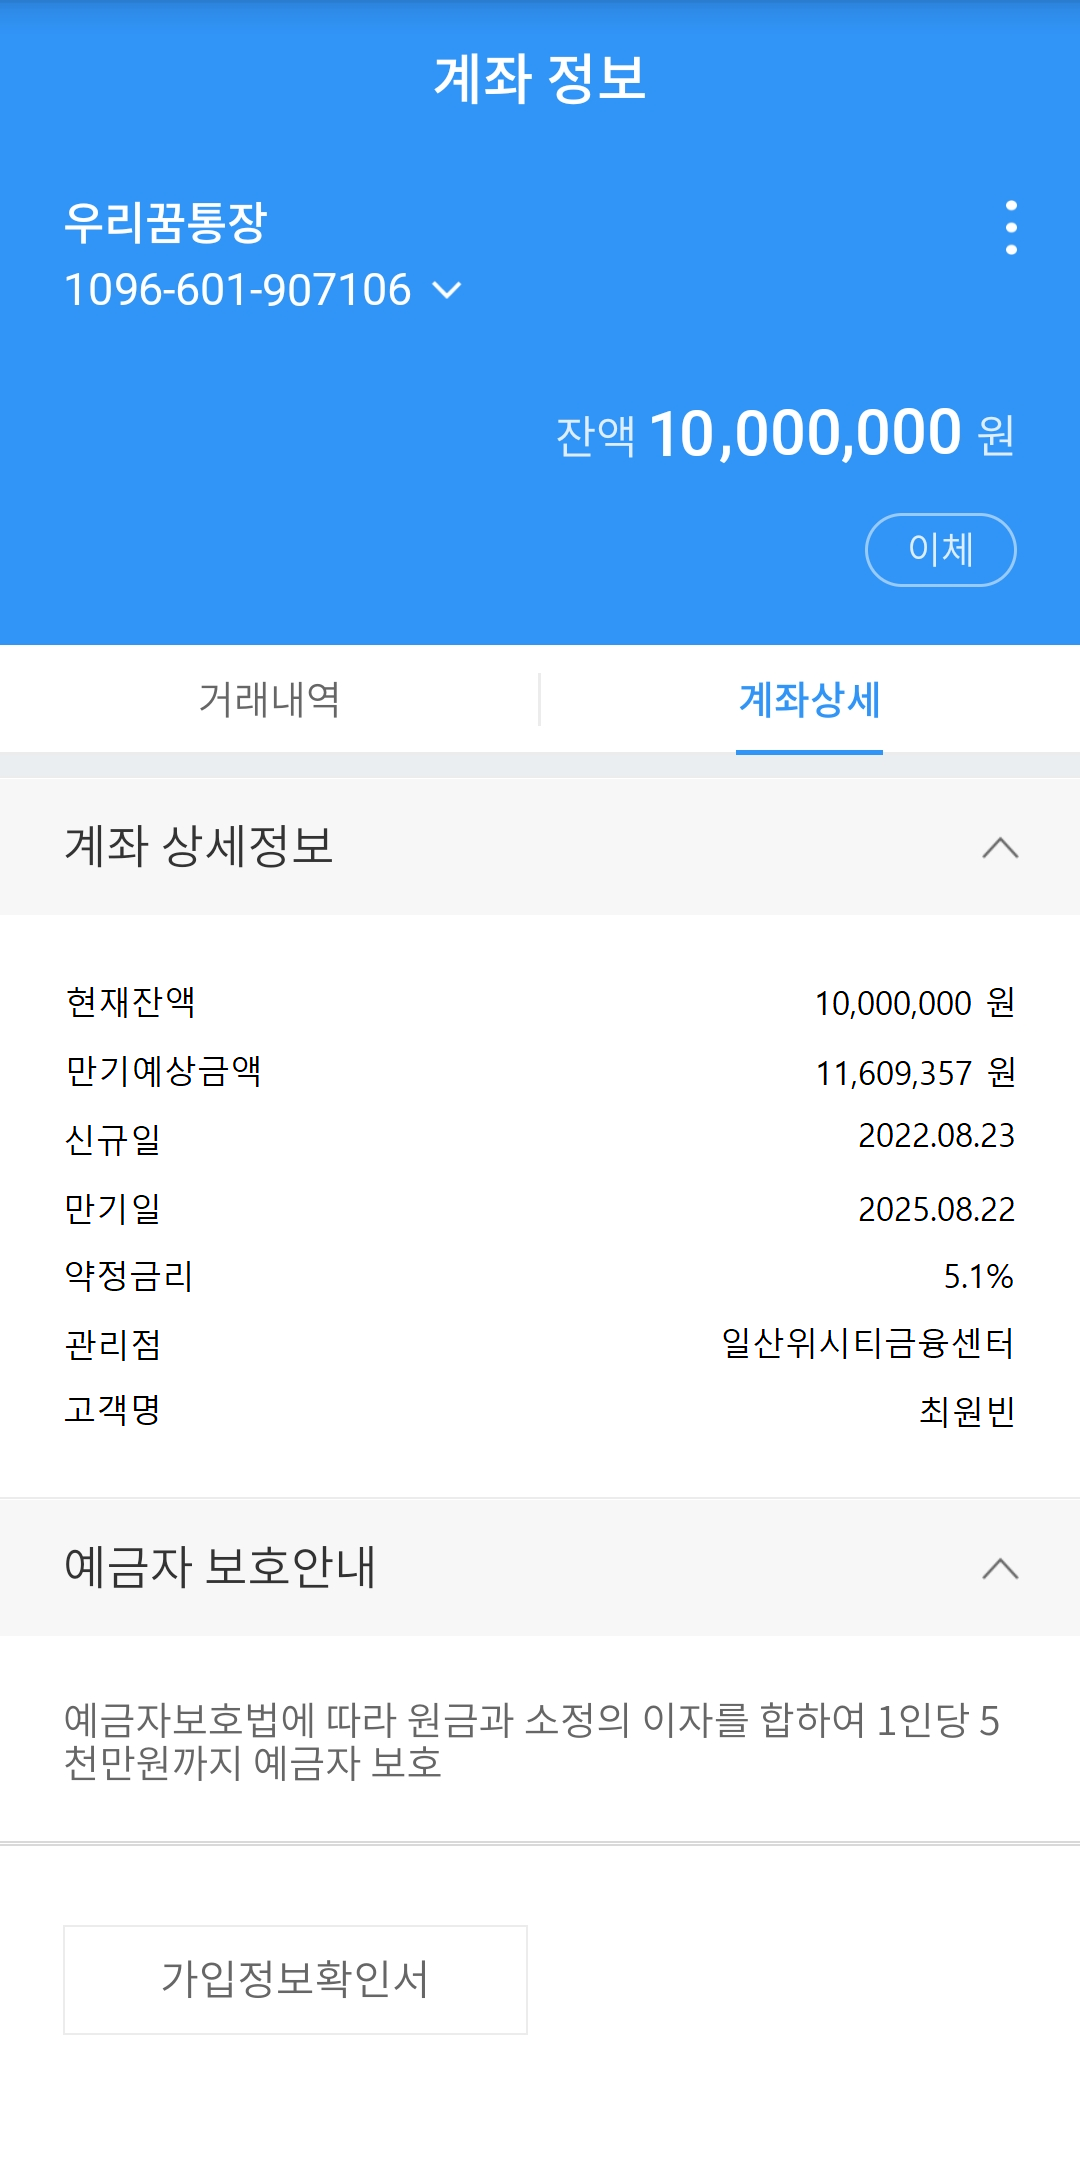 계좌 정보
우리꿈통장
1096-601-907106
잔액 10,000,000 원
이체
거래내역
계좌상세
계좌 상세정보
현재잔액 10,000,000 원
만기예상금액 11,609,357 원
신규일 2022.08.23
만기일 2025.08.22
약정금리 5.1%
관리점 일산위시티금융센터
고객명 최원빈
예금자 보호안내
예금자보호법에 따라 원금과 소정의 이자를 합하여 1인당 5
천만원까지 예금자 보호
가입정보확인서